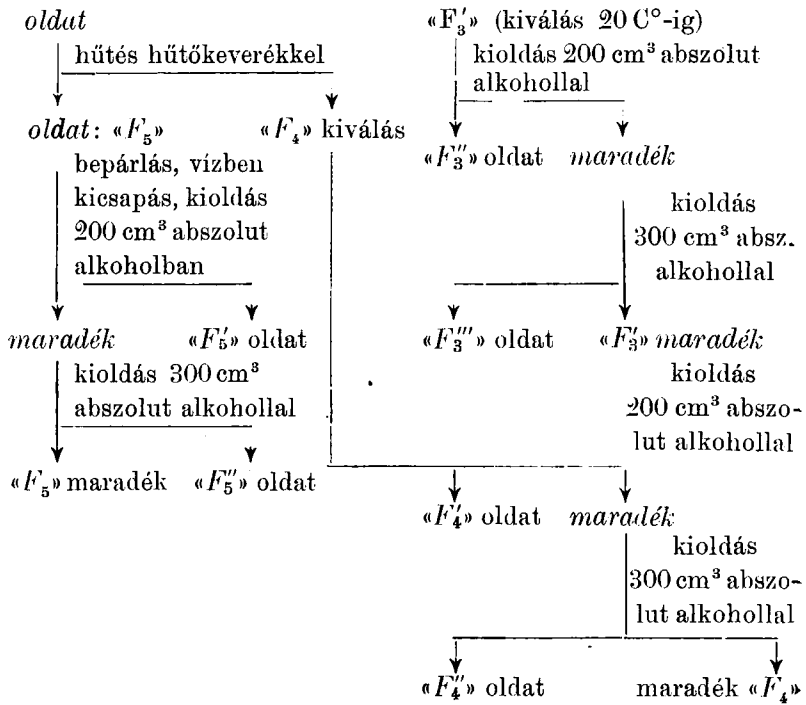 oldat
hűtés hűtőkeverékkel
oldat: «F₅»
«F₄» kiválás
bepárlás, vízben
kicsapás, kioldás
200 cm³ abszolut
alkoholban
maradék
«F₅′» oldat
kioldás 300 cm³
abszolut alkohollal
«F₅» maradék
«F₅″» oldat
«F₃′» (kiválás 20 C°-ig)
kioldás 200 cm³ abszolut
alkohollal
«F₃″» oldat
maradék
kioldás
300 cm³ absz.
alkohollal
«F₃‴» oldat
«F₃′» maradék
kioldás
200 cm³ abszo-
lut alkohollal
«F₄′» oldat
maradék
kioldás
300 cm³ abszo-
lut alkohollal
«F₄″» oldat
maradék «F₄»